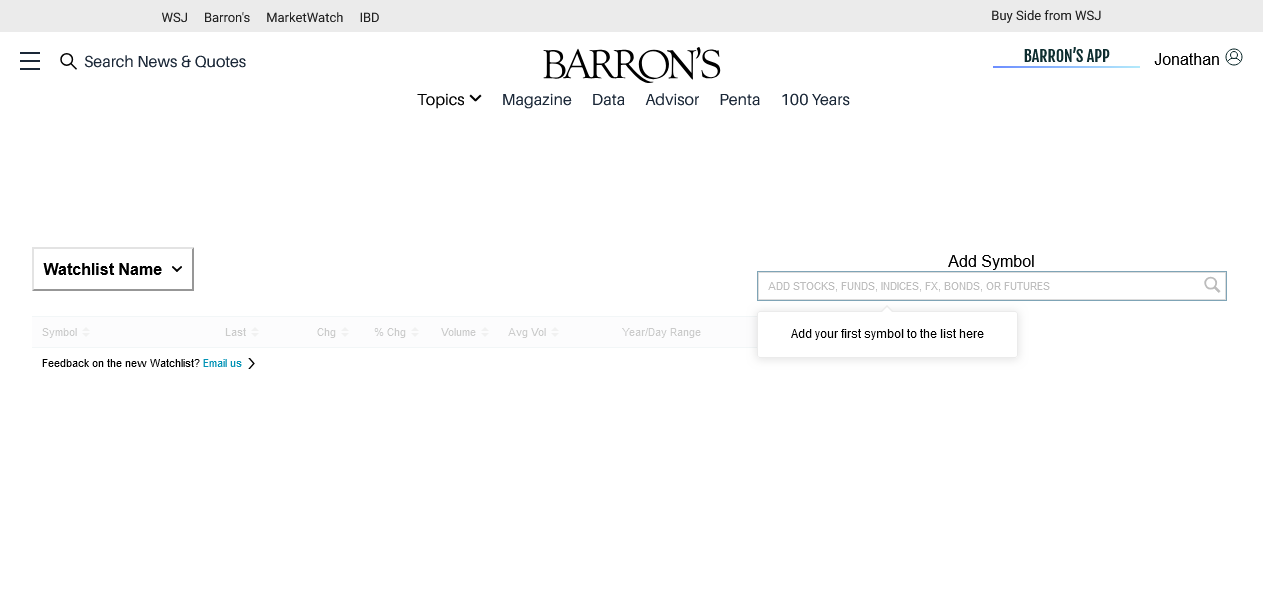 WSJ Barron's MarketWatch IBD Buy Side from WSJ
Search News & Quotes BARRON'S BARRON'S APP Jonathan
Topics Magazine Data Advisor Penta 100 Years
Watchlist Name
Add Symbol
ADD STOCKS, FUNDS, INDICES, FX, BONDS, OR FUTURES
Symbol Last Chg % Chg Volume Avg Vol Year/Day Range
Add your first symbol to the list here
Feedback on the new Watchlist? Email us